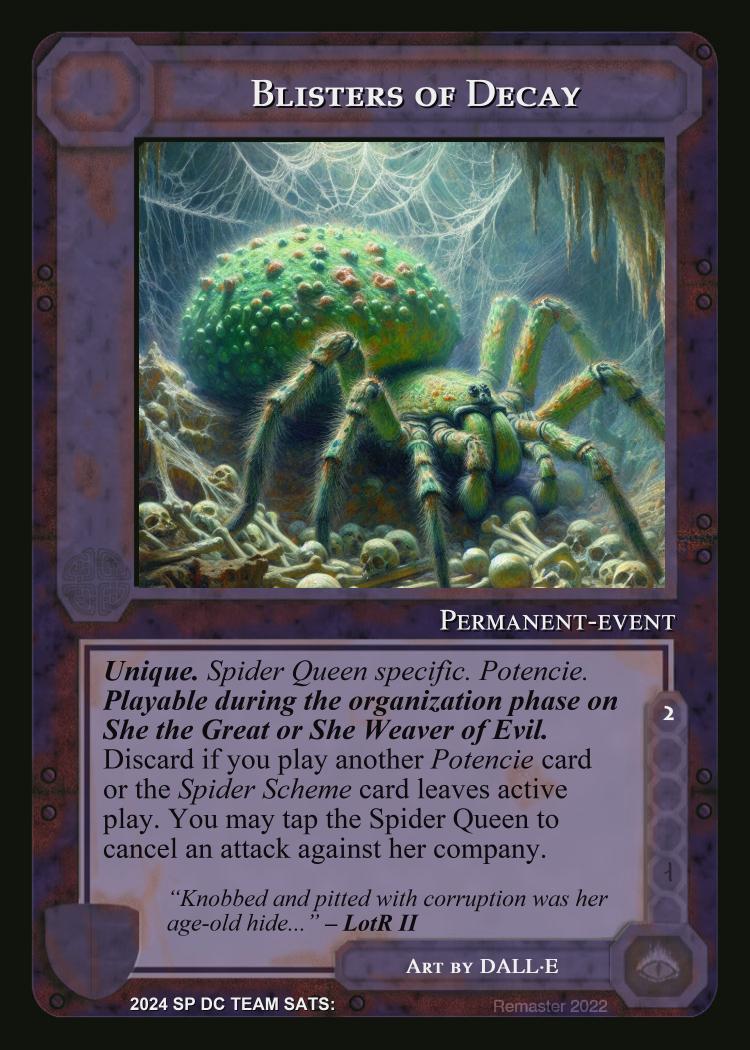 Blisters of Decay
Permanent-event
Unique. Spider Queen specific. Potencie.
Playable during the organization phase on
She the Great or She Weaver of Evil.
Discard if you play another Potencie card
or the Spider Scheme card leaves active
play. You may tap the Spider Queen to
cancel an attack against her company.
2
“Knobbed and pitted with corruption was her
age-old hide...” – LotR II
Art by DALL·E
2024 SP DC TEAM SATS:
Remaster 2022